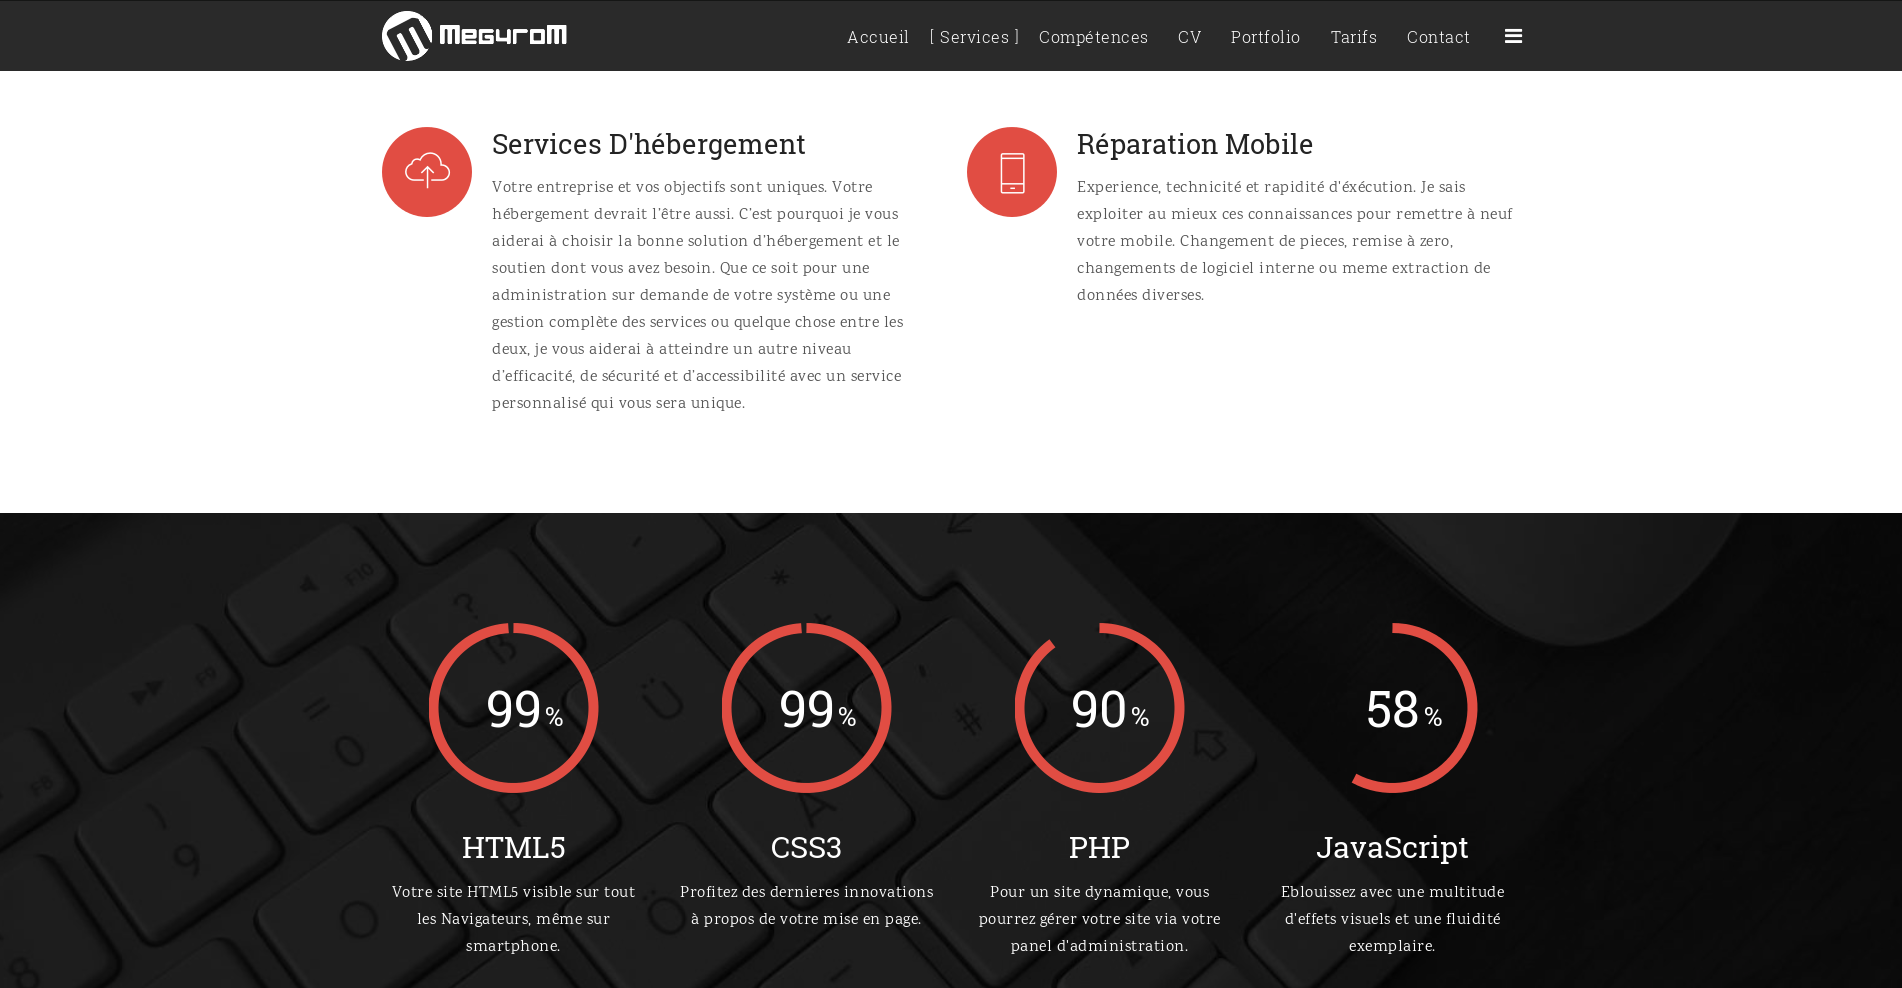 MegyroM
Accueil [ Services ] Compétences CV Portfolio Tarifs Contact
Services D'hébergement
Votre entreprise et vos objectifs sont uniques. Votre
hébergement devrait l’être aussi. C’est pourquoi je vous
aiderai à choisir la bonne solution d’hébergement et le
soutien dont vous avez besoin. Que ce soit pour une
administration sur demande de votre système ou une
gestion complète des services ou quelque chose entre les
deux, je vous aiderai à atteindre un autre niveau
d’efficacité, de sécurité et d’accessibilité avec un service
personnalisé qui vous sera unique.
Réparation Mobile
Experience, technicité et rapidité d'éxécution. Je sais
exploiter au mieux ces connaissances pour remettre à neuf
votre mobile. Changement de pieces, remise à zero,
changements de logiciel interne ou meme extraction de
données diverses.
99%
HTML5
Votre site HTML5 visible sur tout
les Navigateurs, même sur
smartphone.
99%
CSS3
Profitez des dernieres innovations
à propos de votre mise en page.
90%
PHP
Pour un site dynamique, vous
pourrez gérer votre site via votre
panel d'administration.
58%
JavaScript
Eblouissez avec une multitude
d'effets visuels et une fluidité
exemplaire.